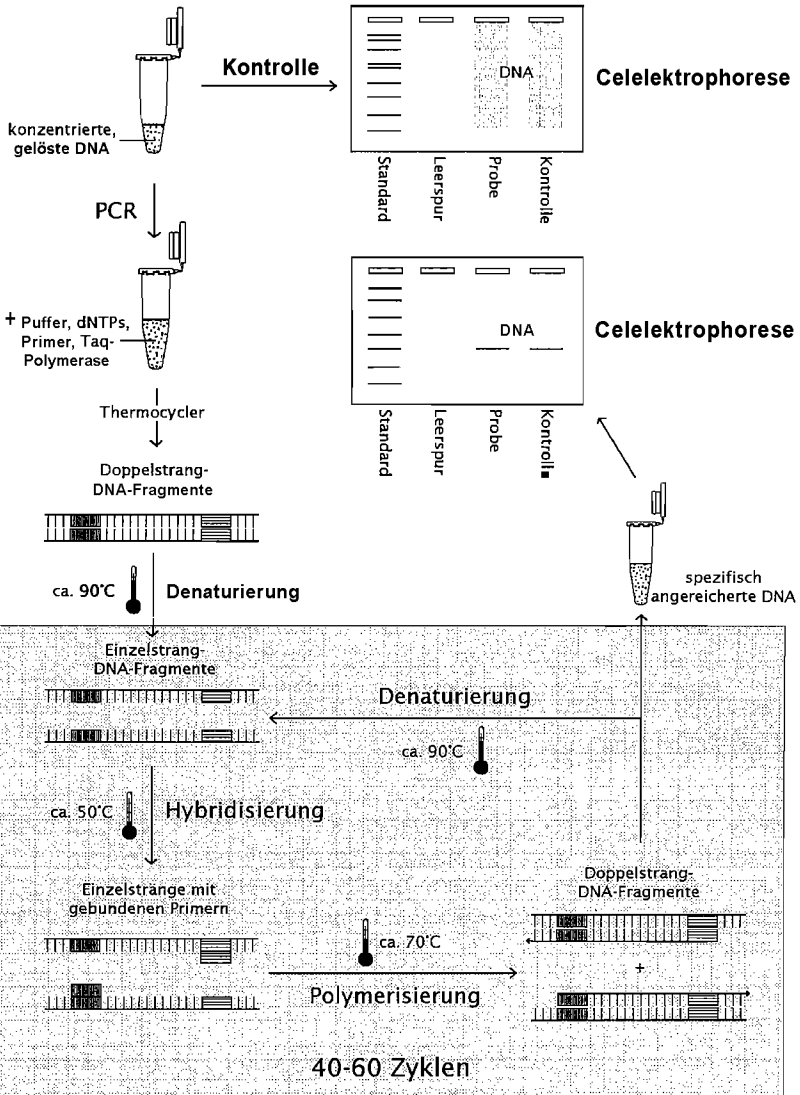 Kontrolle
Celelektrophorese
konzentrierte,
gelöste DNA
DNA
Standard
Leerspur
Probe
Kontrolle
PCR
+ Puffer, dNTPs,
Primer, Taq-
Polymerase
DNA
Celelektrophorese
Standard
Leerspur
Probe
Kontroll■
Thermocycler
Doppelstrang-
DNA-Fragmente
ca. 90°C
Denaturierung
spezifisch
angereicherte DNA
Einzelstrang-
DNA-Fragmente
Denaturierung
ca. 90°C
ca. 50°C
Hybridisierung
Einzelstränge mit
gebundenen Primern
ca. 70°C
Polymerisierung
Doppelstrang-
DNA-Fragmente
+
40-60 Zyklen